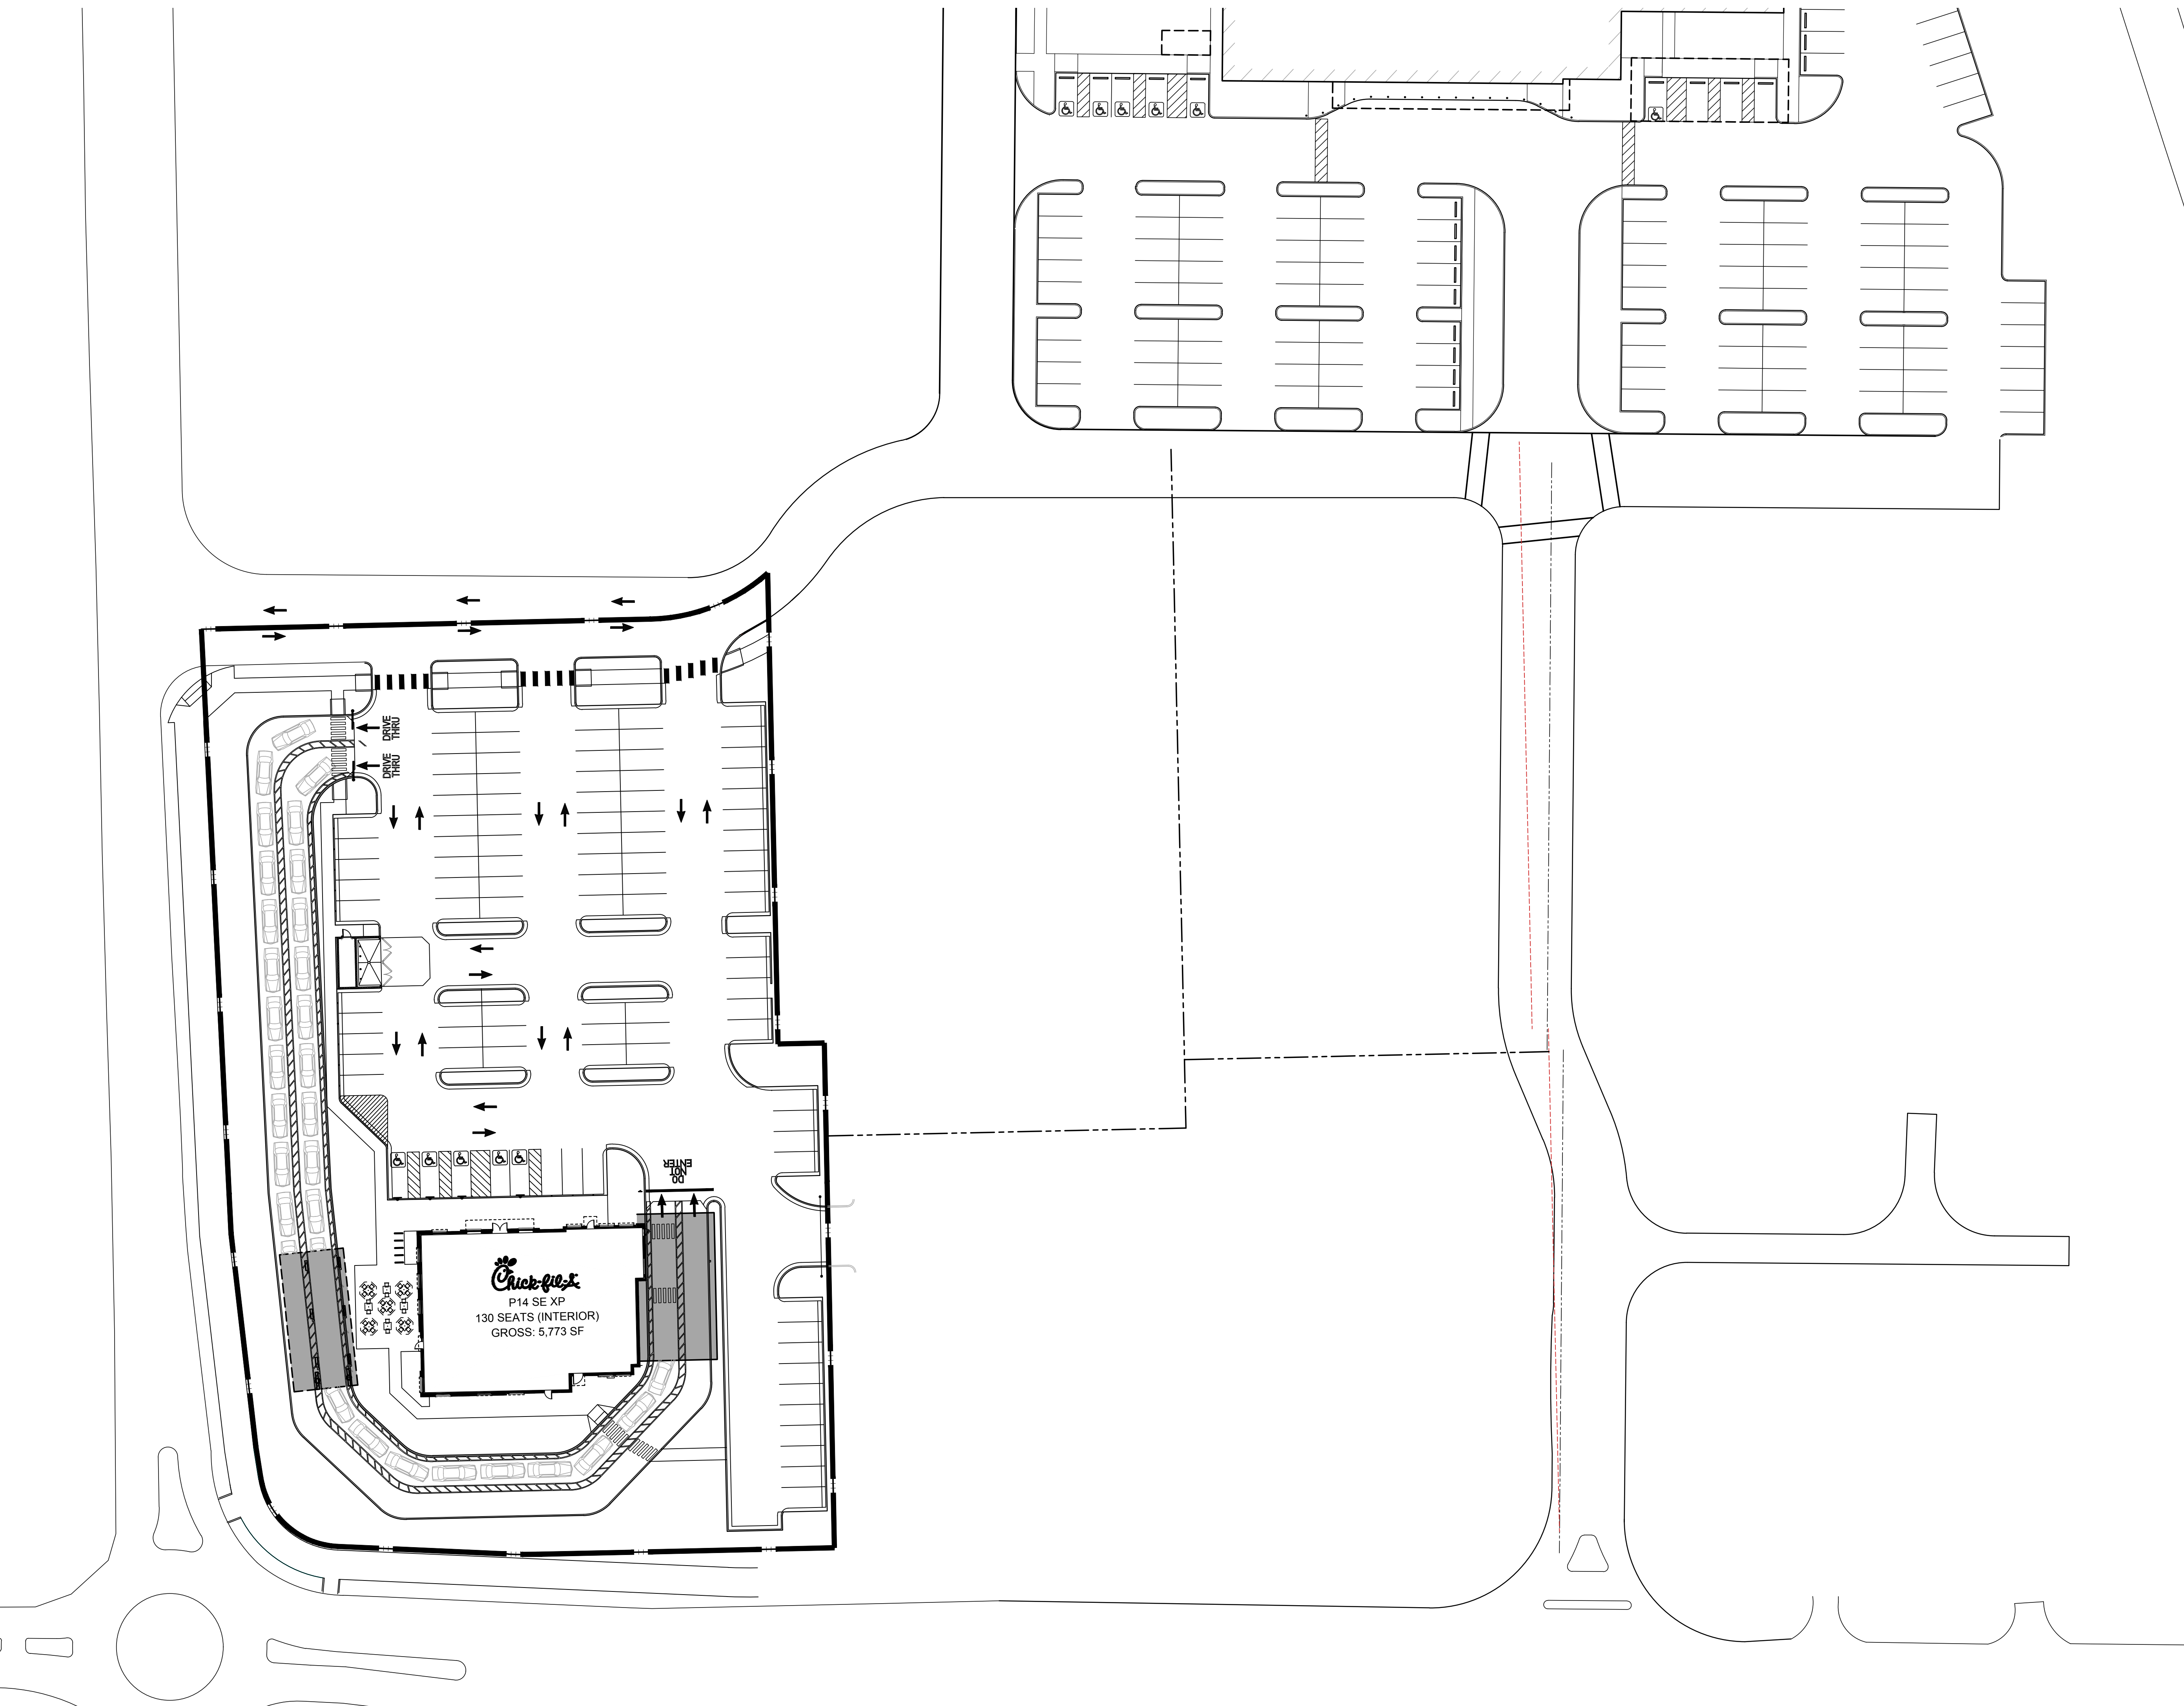 DRIVE
THRU
DRIVE
THRU
DO
NOT
ENTER
Chick-fil-A
P14 SE XP
130 SEATS (INTERIOR)
GROSS: 5,773 SF